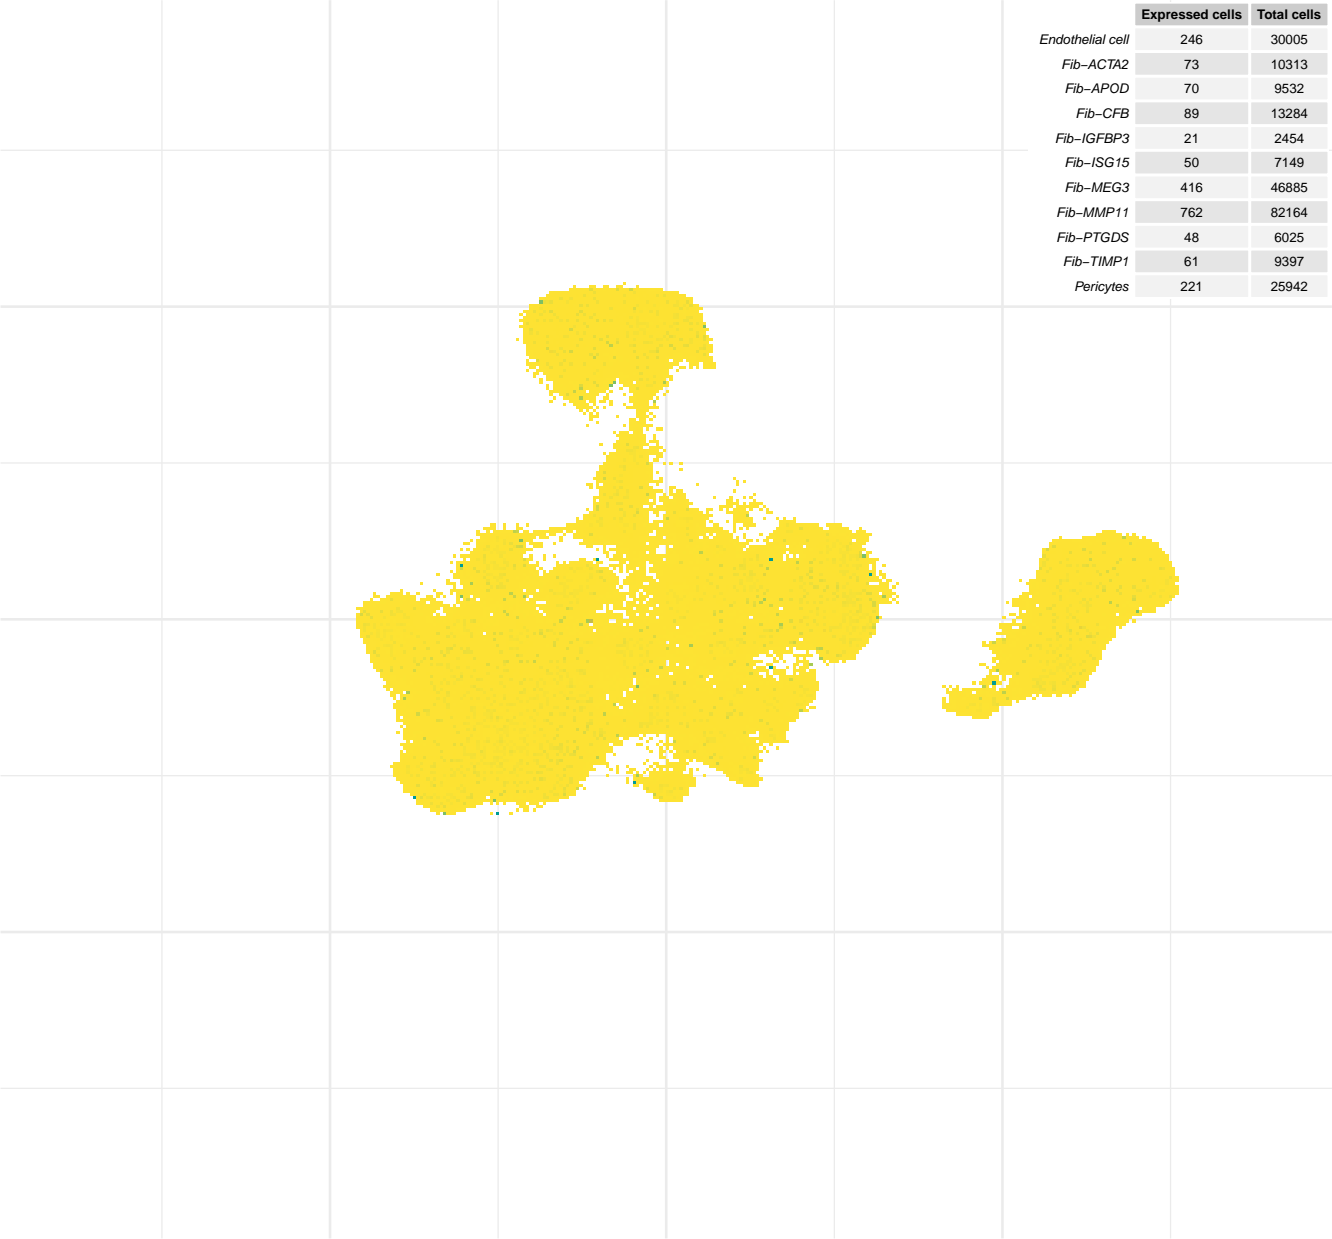 Expressed cells Total cells
Endothelial cell 246 30005
Fib−ACTA2 73 10313
Fib−APOD 70 9532
Fib−CFB 89 13284
Fib−IGFBP3 21 2454
Fib−ISG15 50 7149
Fib−MEG3 416 46885
Fib−MMP11 762 82164
Fib−PTGDS 48 6025
Fib−TIMP1 61 9397
Pericytes 221 25942